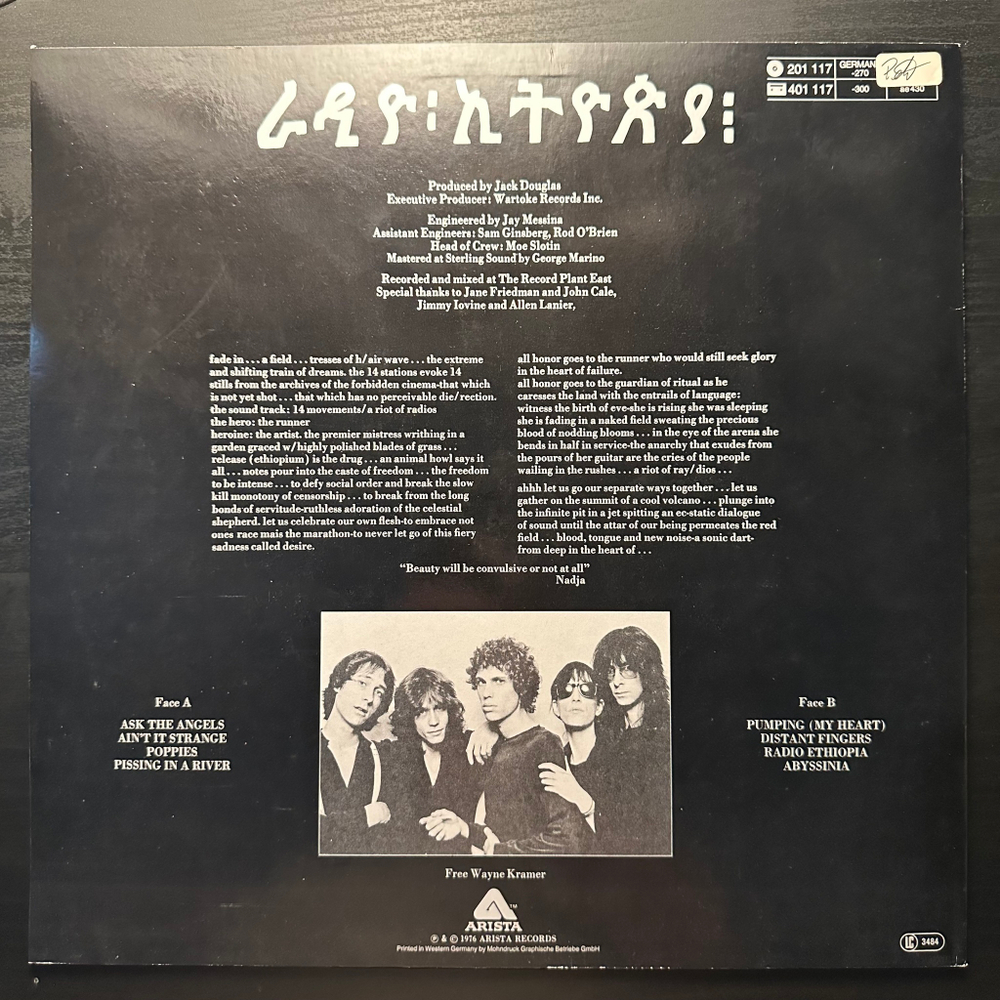 ራዲዮ፡ኢትዮጵያ፡፡
201 117
GERMAN
-270
401 117
-300
Produced by Jack Douglas
Executive Producer: Wartoke Records Inc.
Engineered by Jay Messina
Assistant Engineers: Sam Ginsberg, Rod O'Brien
Head of Crew: Moe Slotin
Mastered at Sterling Sound by George Marino
Recorded and mixed at The Record Plant East
Special thanks to Jane Friedman and John Cale,
Jimmy Iovine and Allen Lanier,
fade in ... a field ... tresses of h/air wave ... the extreme
and shifting train of dreams. the 14 stations evoke 14
stills from the archives of the forbidden cinema-that which
is not yet shot ... that which has no perceivable die/rection.
the sound track: 14 movements/a riot of radios
the hero: the runner
heroine: the artist. the premier mistress writhing in a
garden graced w/highly polished blades of grass ...
release (ethiopium) is the drug ... an animal howl says it
all ... notes pour into the caste of freedom ... the freedom
to be intense ... to defy social order and break the slow
kill monotony of censorship ... to break from the long
bonds of servitude-ruthless adoration of the celestial
shepherd. let us celebrate our own flesh-to embrace not
ones race mais the marathon-to never let go of this fiery
sadness called desire.
all honor goes to the runner who would still seek glory
in the heart of failure.
all honor goes to the guardian of ritual as he
caresses the land with the entrails of language:
witness the birth of eve-she is rising she was sleeping
she is fading in a naked field sweating the precious
blood of nodding blooms ... in the eye of the arena she
bends in half in service-the anarchy that exudes from
the pours of her guitar are the cries of the people
wailing in the rushes ... a riot of ray/dios ...
ahhh let us go our separate ways together ... let us
gather on the summit of a cool volcano ... plunge into
the infinite pit in a jet spitting an ec-static dialogue
of sound until the attar of our being permeates the red
field ... blood, tongue and new noise-a sonic dart-
from deep in the heart of ...
"Beauty will be convulsive or not at all"
Nadja
Face A
ASK THE ANGELS
AIN'T IT STRANGE
POPPIES
PISSING IN A RIVER
Face B
PUMPING (MY HEART)
DISTANT FINGERS
RADIO ETHIOPIA
ABYSSINIA
Free Wayne Kramer
ARISTA™
℗ & © 1976 ARISTA RECORDS
Printed in Western Germany by Mohndruck Graphische Betriebe GmbH
LC 3484